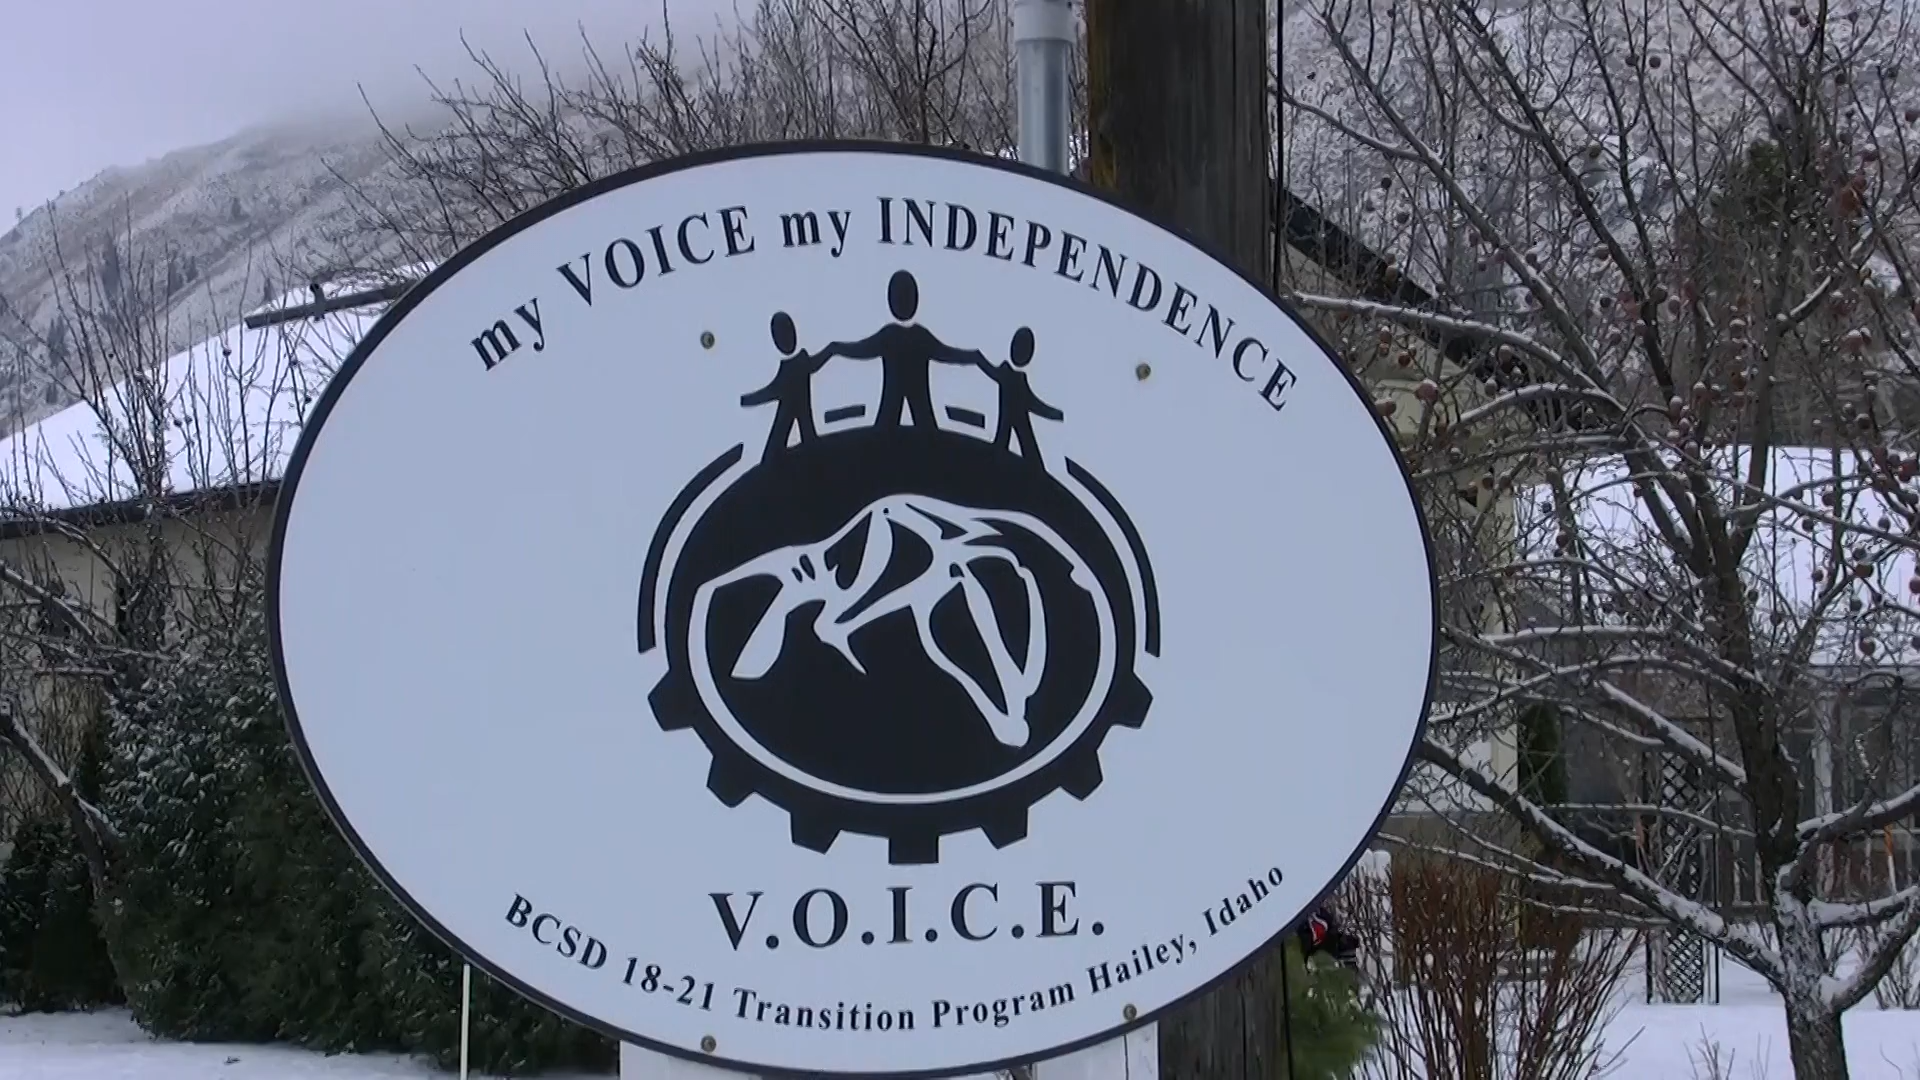 my VOICE my INDEPENDENCE
V.O.I.C.E.
BCSD 18-21 Transition Program Hailey, Idaho